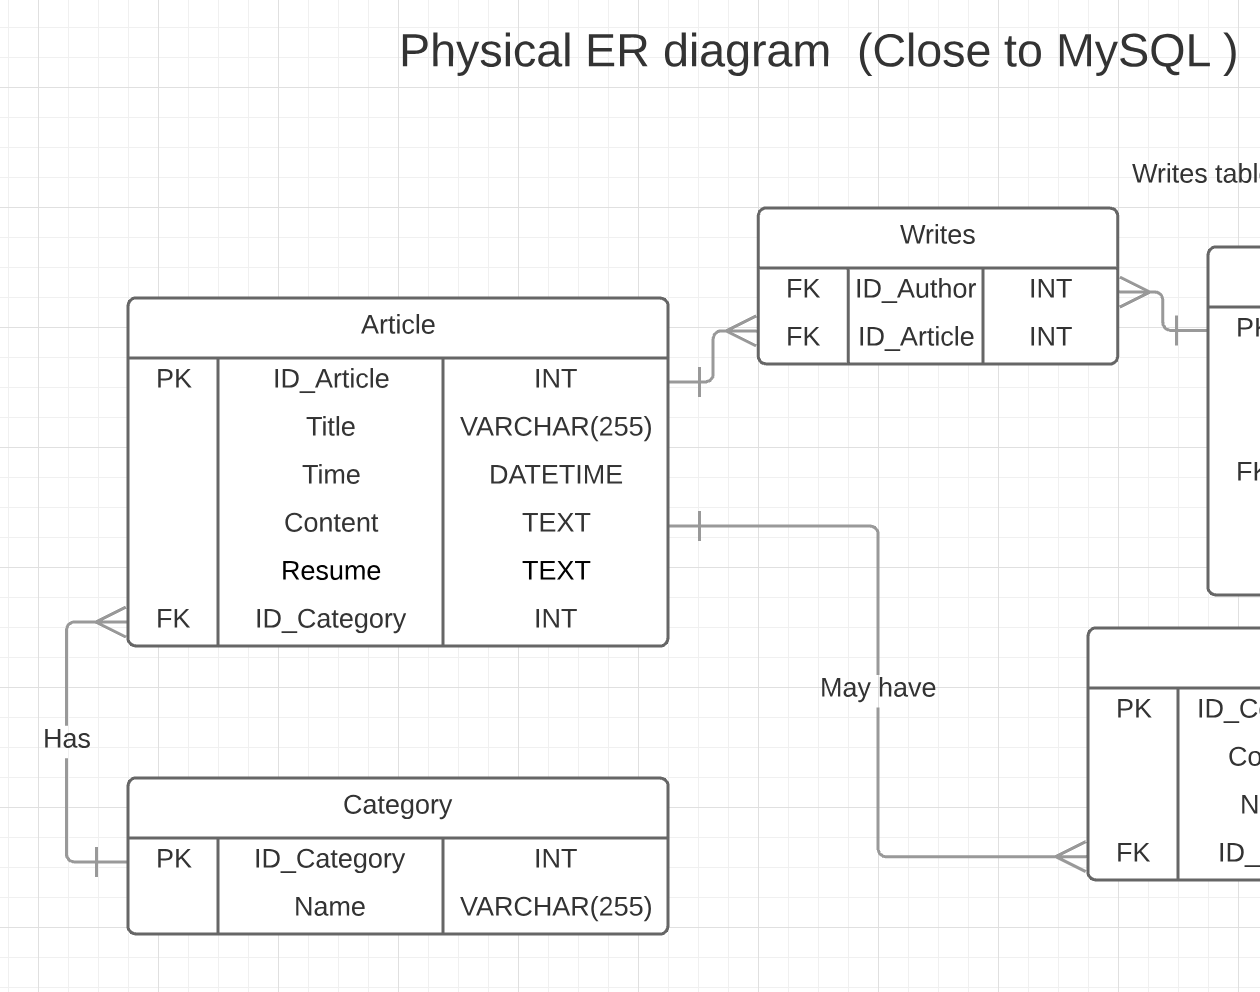 Physical ER diagram (Close to MySQL )
Writes
FK ID_Author INT
FK ID_Article INT
Article
PK ID_Article INT
Title VARCHAR(255)
Time DATETIME
Content TEXT
Resume TEXT
FK ID_Category INT
Has
May have
Category
PK ID_Category INT
Name VARCHAR(255)
Writes
PK
FK